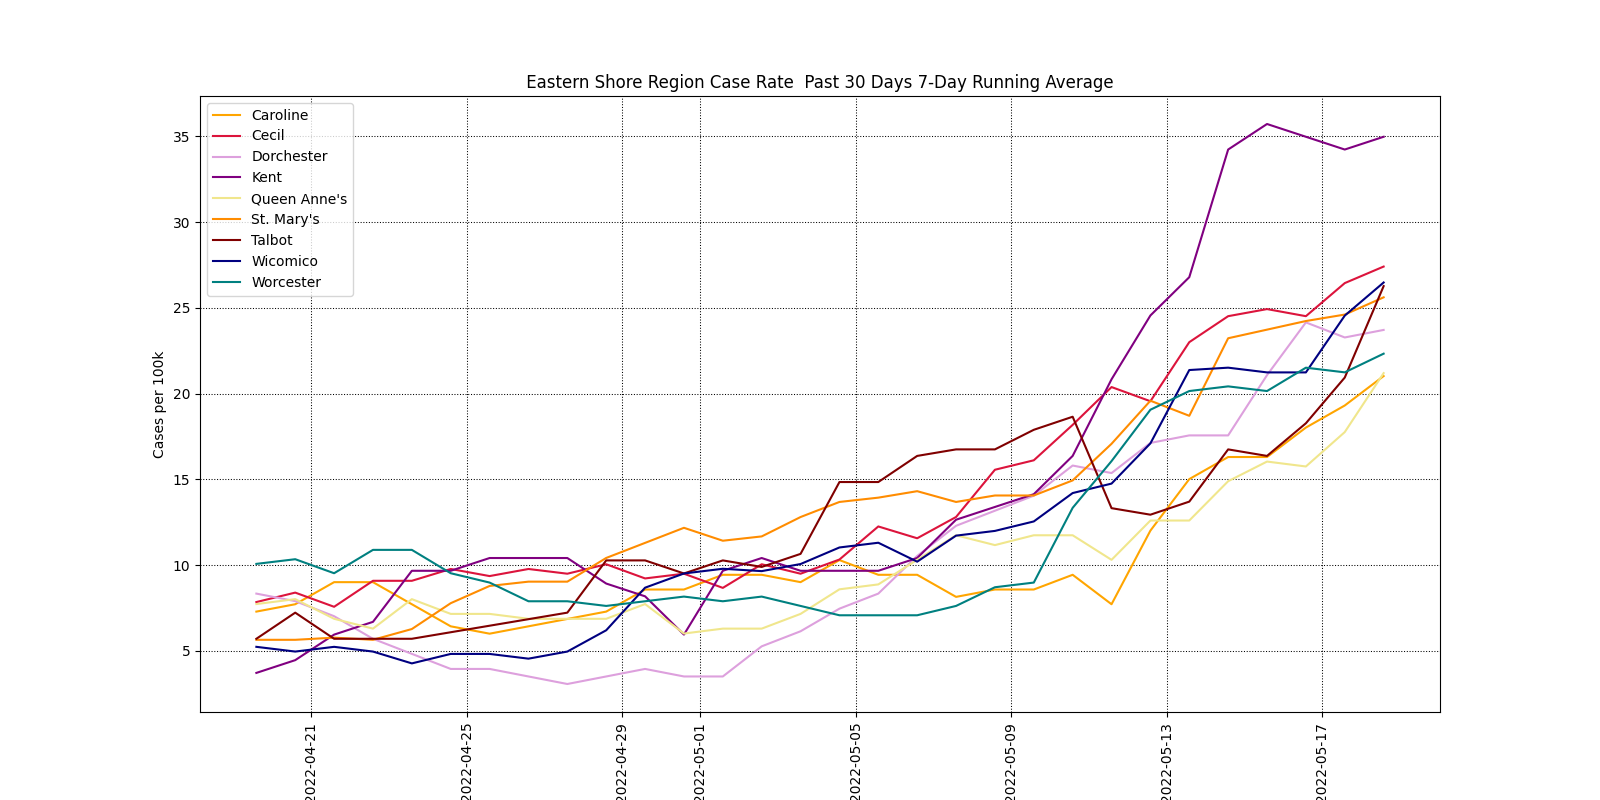 Eastern Shore Region Case Rate  Past 30 Days 7-Day Running Average
Caroline
Cecil
Dorchester
Kent
Queen Anne's
St. Mary's
Talbot
Wicomico
Worcester
Cases per 100k
35
30
25
20
15
10
5
2022-04-21
2022-04-25
2022-04-29
2022-05-01
2022-05-05
2022-05-09
2022-05-13
2022-05-17